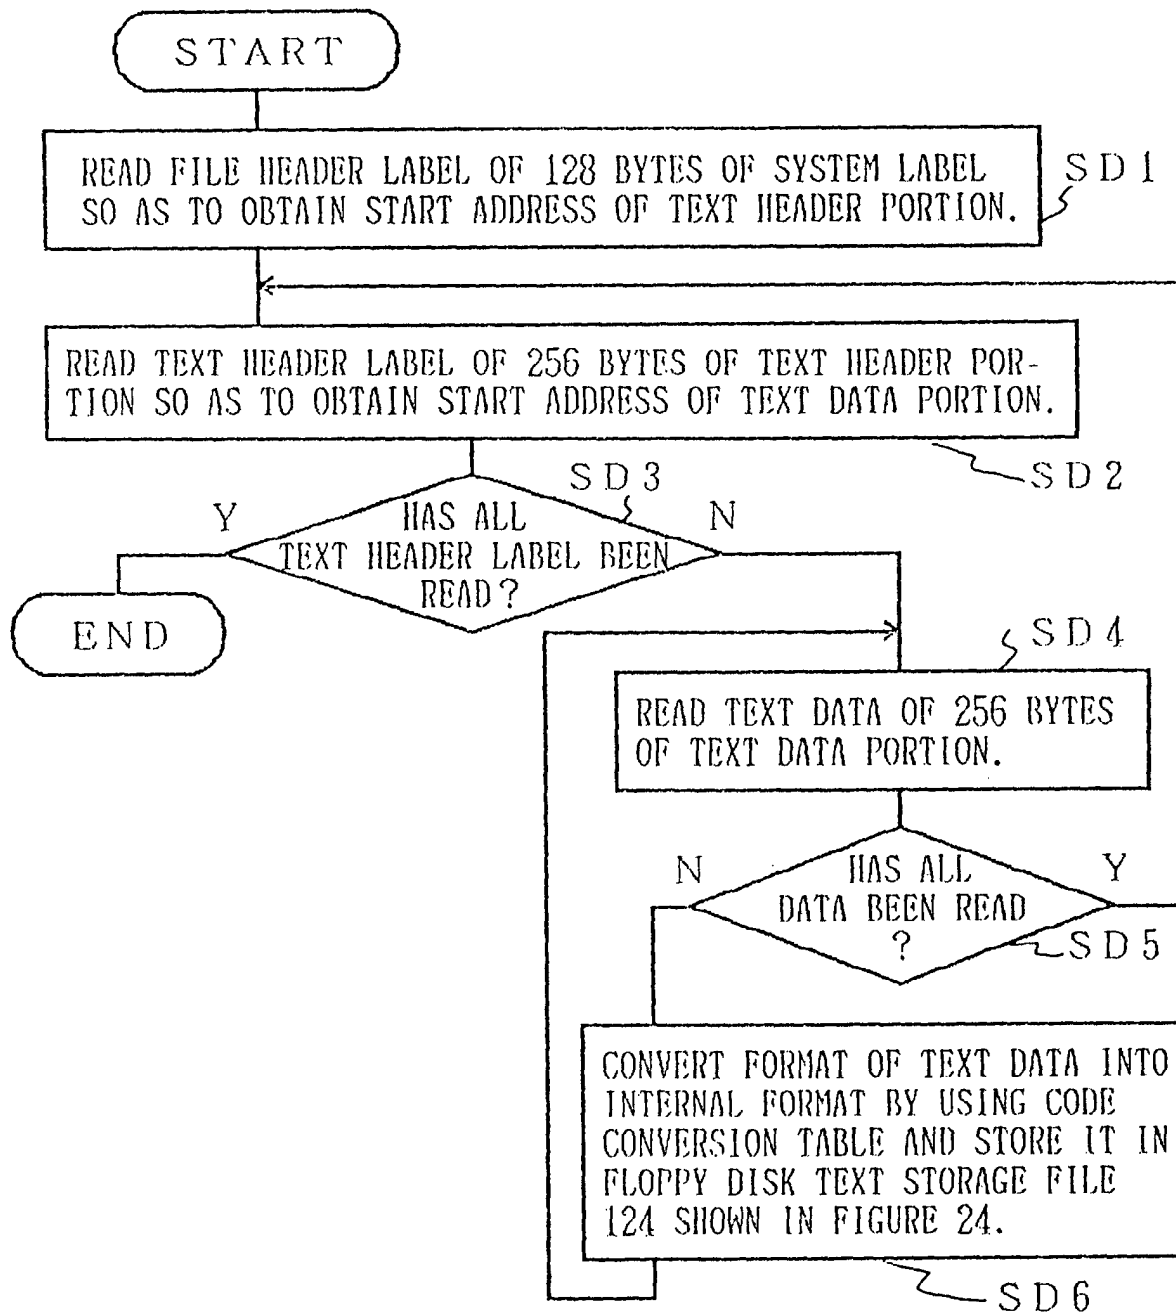 START
READ FILE HEADER LABEL OF 128 BYTES OF SYSTEM LABEL
SO AS TO OBTAIN START ADDRESS OF TEXT HEADER PORTION.
SD1
READ TEXT HEADER LABEL OF 256 BYTES OF TEXT HEADER POR-
TION SO AS TO OBTAIN START ADDRESS OF TEXT DATA PORTION.
SD2
SD3
Y
HAS ALL
N
TEXT HEADER LABEL BEEN
READ?
END
SD4
READ TEXT DATA OF 256 BYTES
OF TEXT DATA PORTION.
N
HAS ALL
Y
DATA BEEN READ
?
SD5
CONVERT FORMAT OF TEXT DATA INTO
INTERNAL FORMAT BY USING CODE
CONVERSION TABLE AND STORE IT IN
FLOPPY DISK TEXT STORAGE FILE
124 SHOWN IN FIGURE 24.
SD6